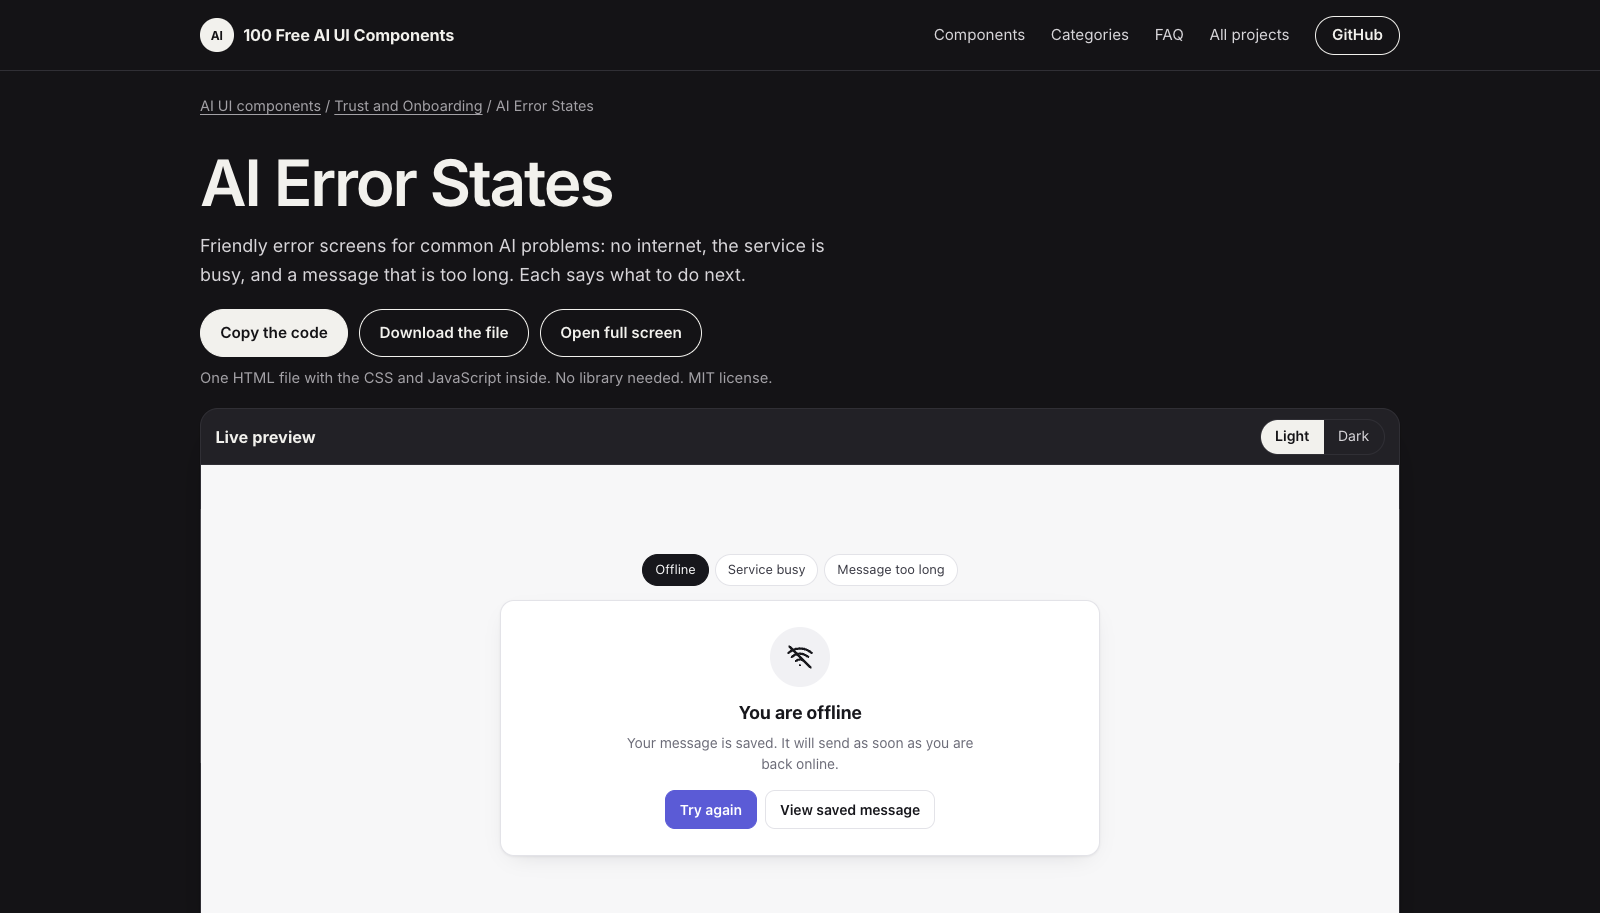 AI
100 Free AI UI Components
Components
Categories
FAQ
All projects
GitHub
AI UI components / Trust and Onboarding / AI Error States
AI Error States
Friendly error screens for common AI problems: no internet, the service is
busy, and a message that is too long. Each says what to do next.
Copy the code
Download the file
Open full screen
One HTML file with the CSS and JavaScript inside. No library needed. MIT license.
Live preview
Light
Dark
Offline
Service busy
Message too long
You are offline
Your message is saved. It will send as soon as you are
back online.
Try again
View saved message